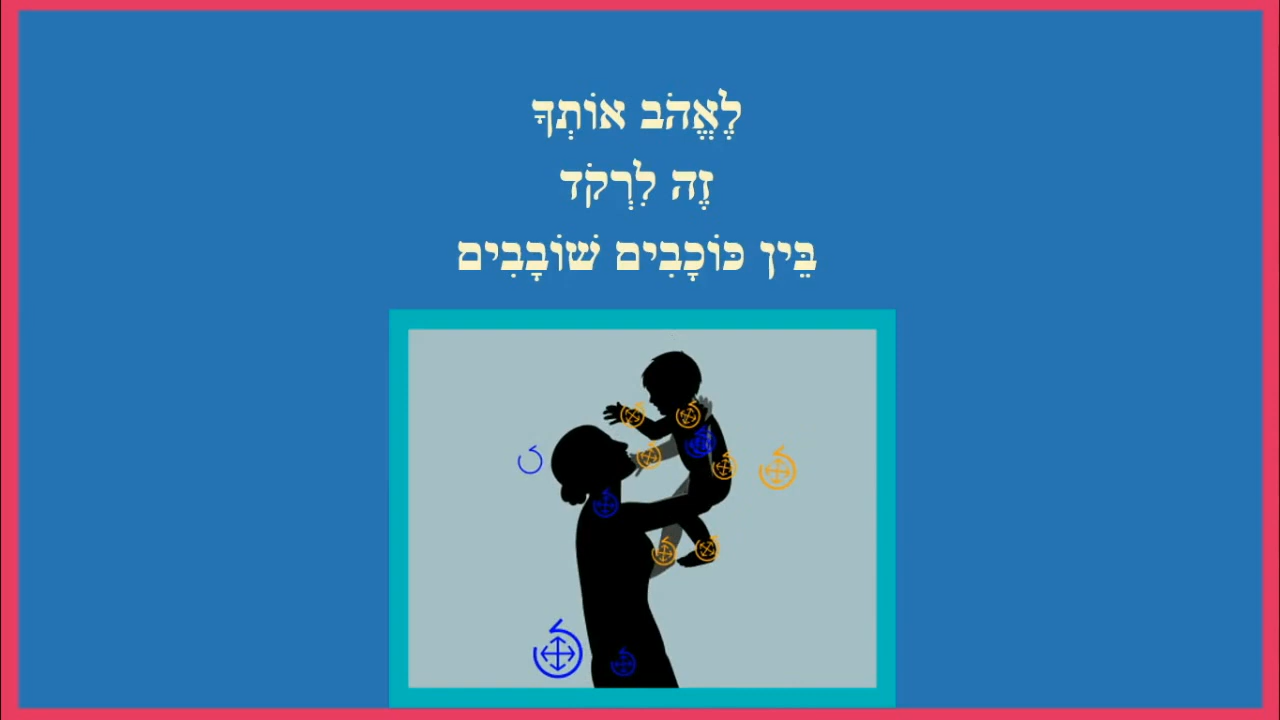 לֶאֱהֹב אוֹתְךָ
זֶה לִרְקֹד
בֵּין כּוֹכָבִים שׁוֹבָבִים